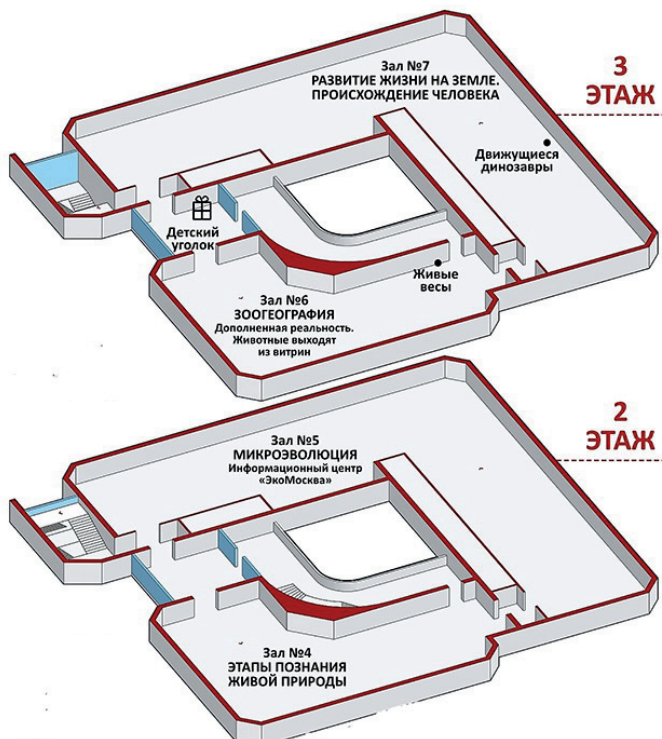 Зал №7
РАЗВИТИЕ ЖИЗНИ НА ЗЕМЛЕ.
ПРОИСХОЖДЕНИЕ ЧЕЛОВЕКА
3
ЭТАЖ
Движущиеся
динозавры
Детский
уголок
Живые
весы
Зал №6
ЗООГЕОГРАФИЯ
Дополненная реальность.
Животные выходят
из витрин
2
ЭТАЖ
Зал №5
МИКРОЭВОЛЮЦИЯ
Информационный центр
«ЭкоМосква»
Зал №4
ЭТАПЫ ПОЗНАНИЯ
ЖИВОЙ ПРИРОДЫ